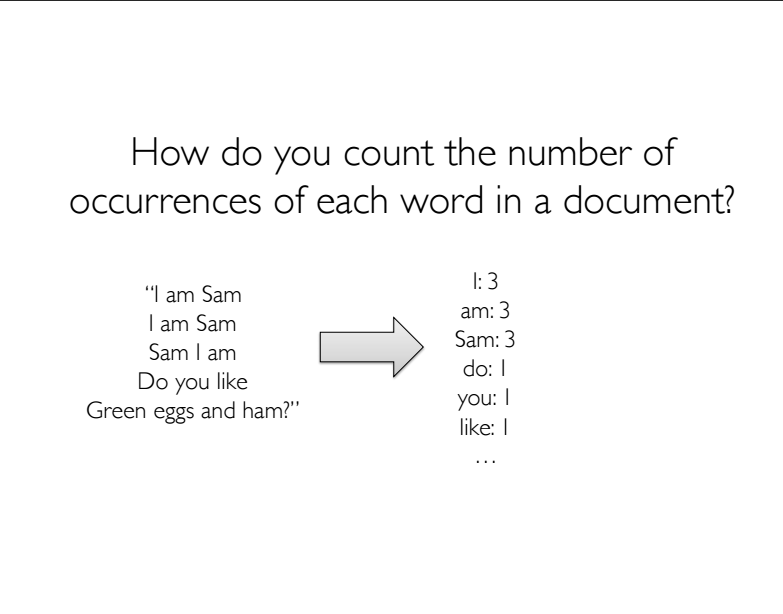 How do you count the number of
occurrences of each word in a document?
“I am Sam
I am Sam
Sam I am
Do you like
Green eggs and ham?”
I: 3
am: 3
Sam: 3
do: 1
you: 1
like: 1
…